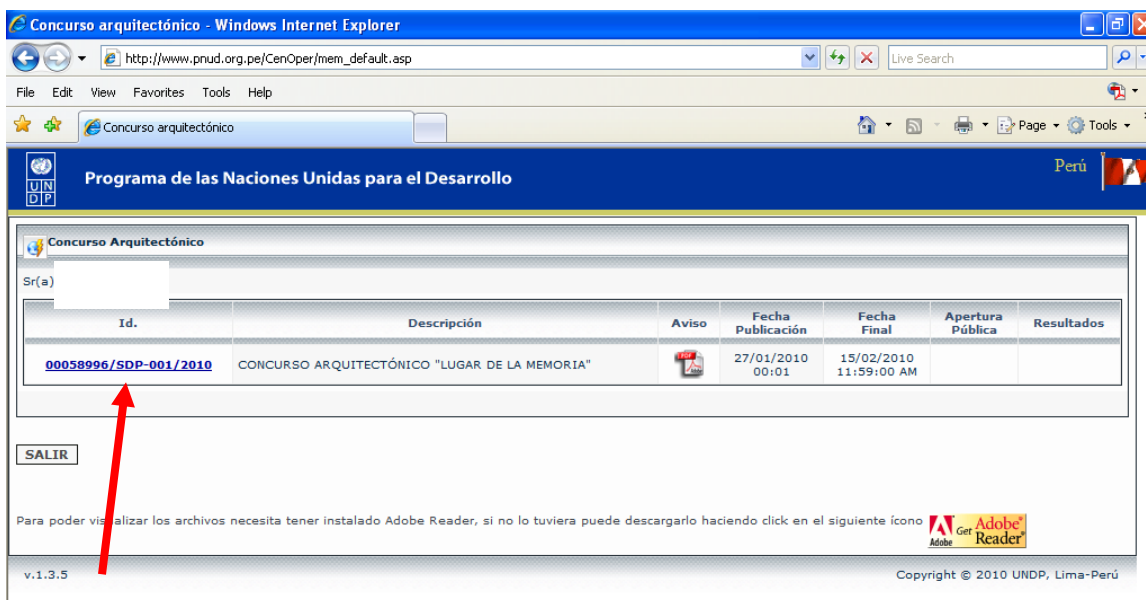 Concurso arquitectónico - Windows Internet Explorer
http://www.pnud.org.pe/CenOper/mem_default.asp
Live Search
File Edit View Favorites Tools Help
Concurso arquitectónico
Page
Tools
UN
DP
Programa de las Naciones Unidas para el Desarrollo
Perú
Concurso Arquitectónico
Sr(a)
Id. Descripción Aviso Fecha Publicación Fecha Final Apertura Pública Resultados
00058996/SDP-001/2010 CONCURSO ARQUITECTÓNICO "LUGAR DE LA MEMORIA" PDF 27/01/2010 00:01 15/02/2010 11:59:00 AM
SALIR
Para poder visualizar los archivos necesita tener instalado Adobe Reader, si no lo tuviera puede descargarlo haciendo click en el siguiente ícono
Adobe
Get Adobe® Reader®
v.1.3.5
Copyright © 2010 UNDP, Lima-Perú